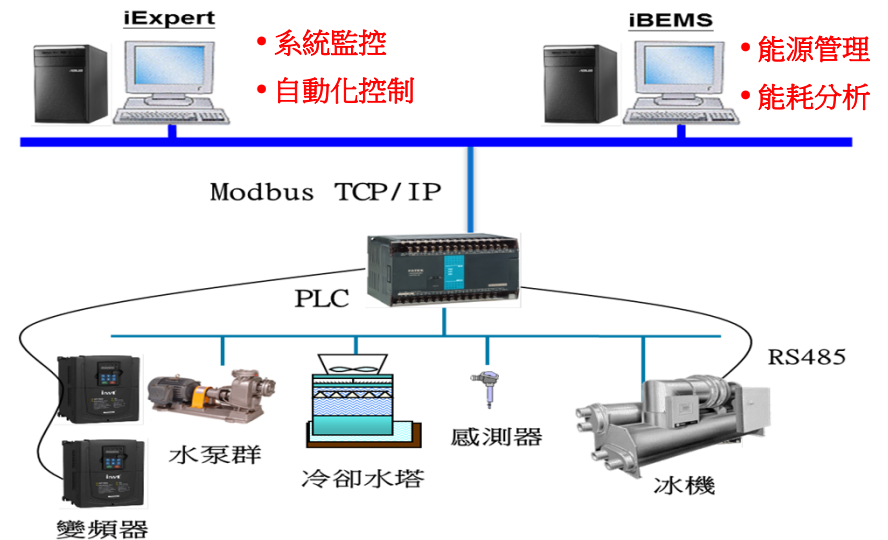 iExpert
• 系統監控
• 自動化控制
iBEMS
• 能源管理
• 能耗分析
Modbus TCP/IP
PLC
RS485
水泵群
冷卻水塔
感測器
冰機
變頻器